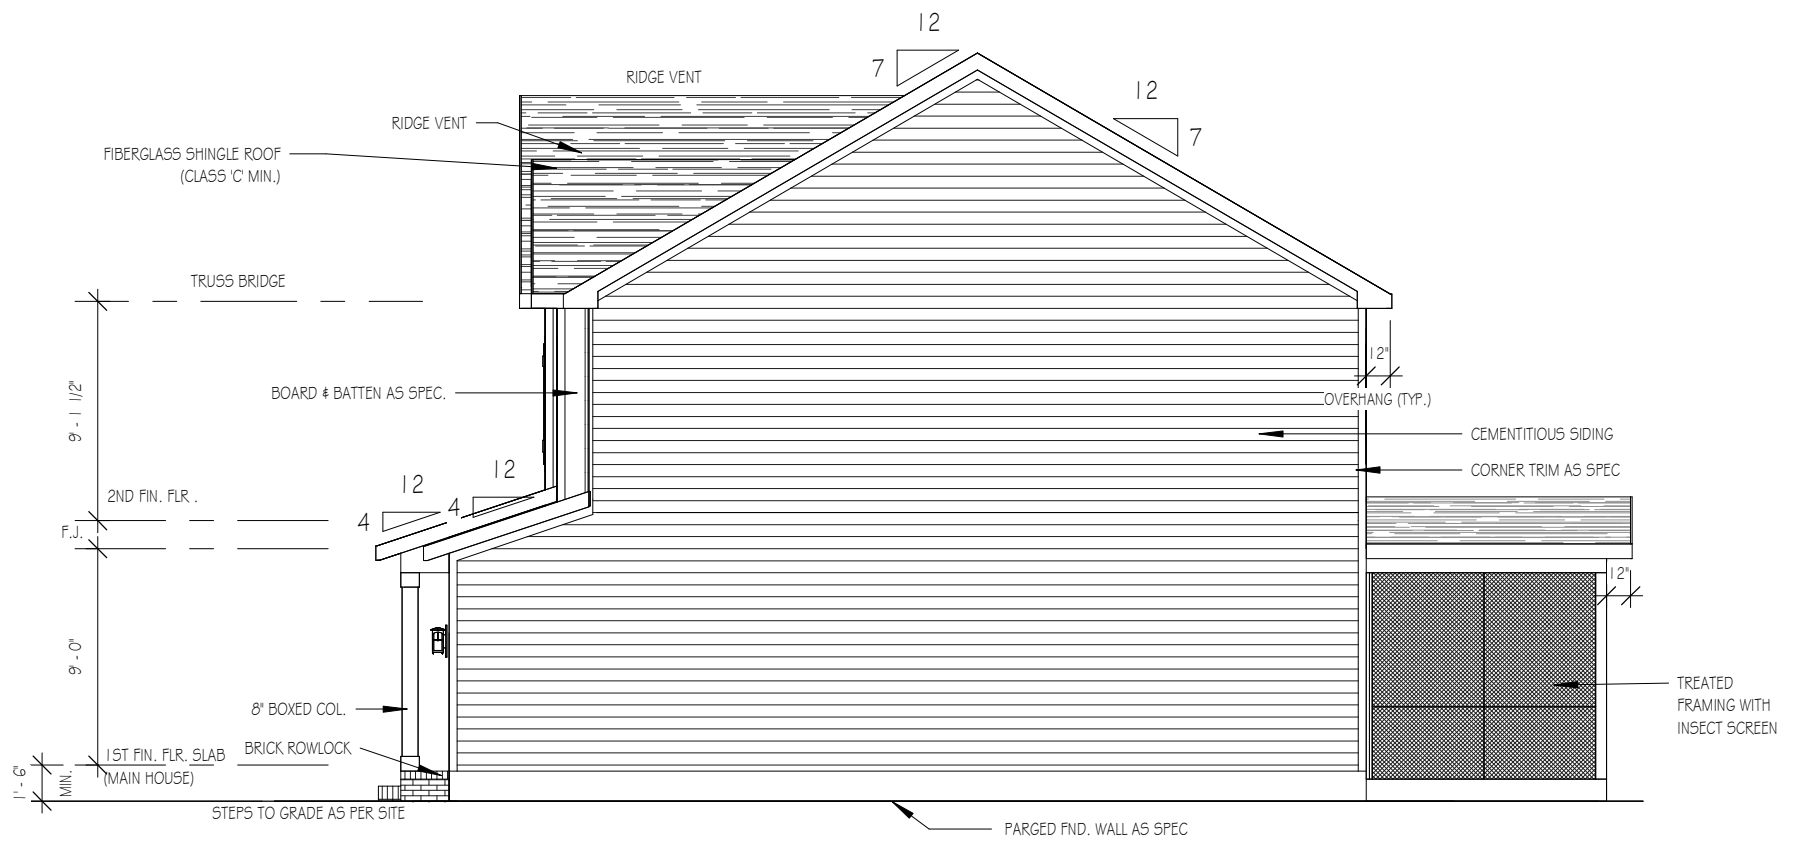 12
7
RIDGE VENT
12
7
RIDGE VENT
FIBERGLASS SHINGLE ROOF
(CLASS 'C' MIN.)
TRUSS BRIDGE
12"
OVERHANG (TYP.)
9' - 1 1/2"
BOARD & BATTEN AS SPEC.
CEMENTITIOUS SIDING
CORNER TRIM AS SPEC
12
4
12
4
2ND FIN. FLR .
F.J.
12"
9' - 0"
8" BOXED COL.
TREATED
FRAMING WITH
INSECT SCREEN
BRICK ROWLOCK
1ST FIN. FLR. SLAB
(MAIN HOUSE)
1' - 6"
MIN.
STEPS TO GRADE AS PER SITE
PARGED FND. WALL AS SPEC